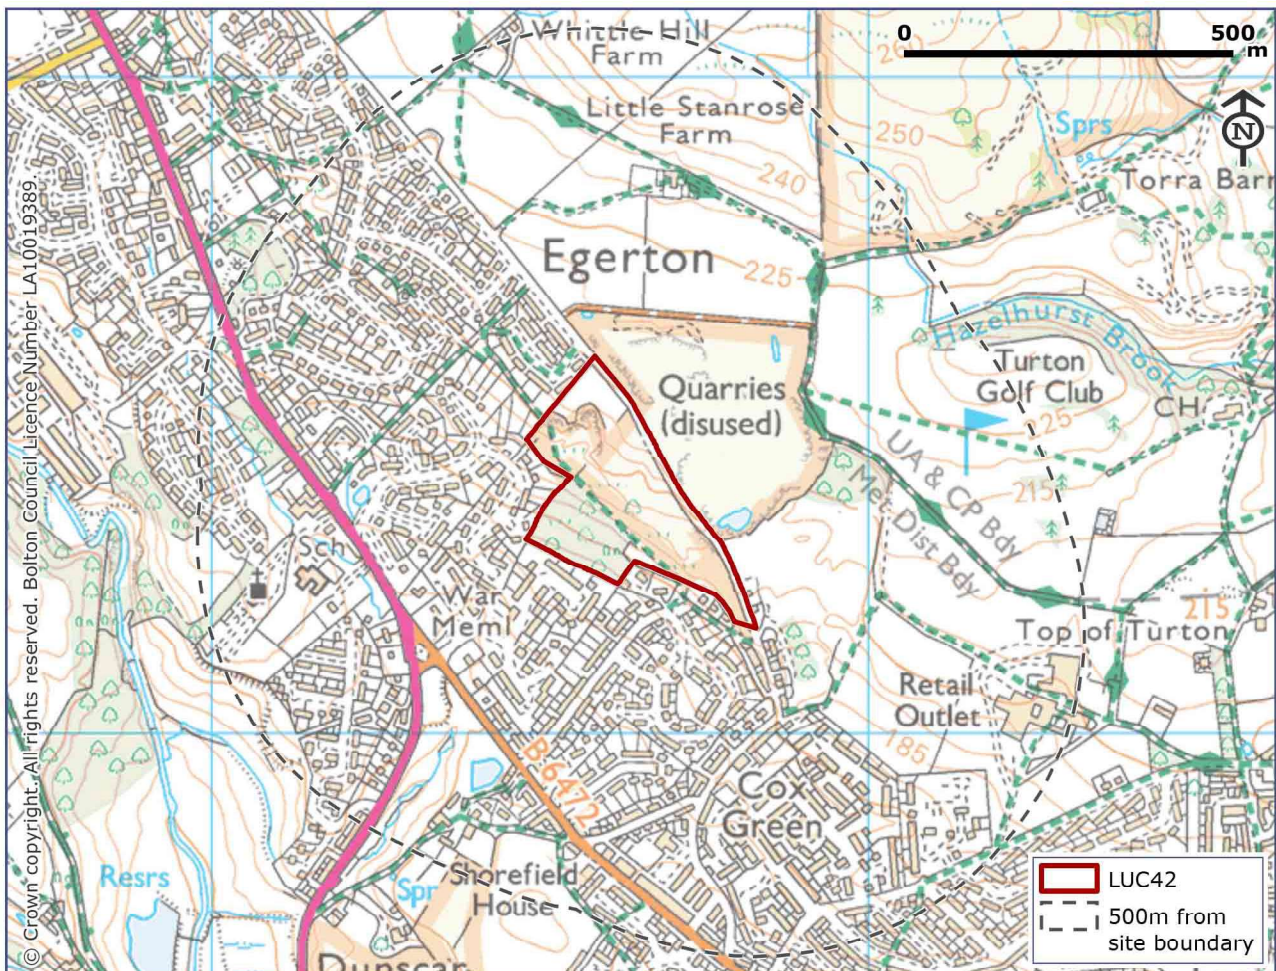 Whittle Hill
Farm
0 500
m
Little Stanrose
Farm
250
Sprs
N
240
Torra Barn
Egerton
225
Hazelhurst Brook
Turton
Golf Club
Quarries
(disused)
CH
UA & CP Bdy
Met Dist Bdy
215
Sch
War
Meml
215
Top of Turton
Retail
Outlet
185
B 6472
Cox
Green
Resrs
Spr
Shorefield
House
Dunscar
LUC42
500m from
site boundary
© Crown copyright. All rights reserved. Bolton Council Licence Number LA100019389.